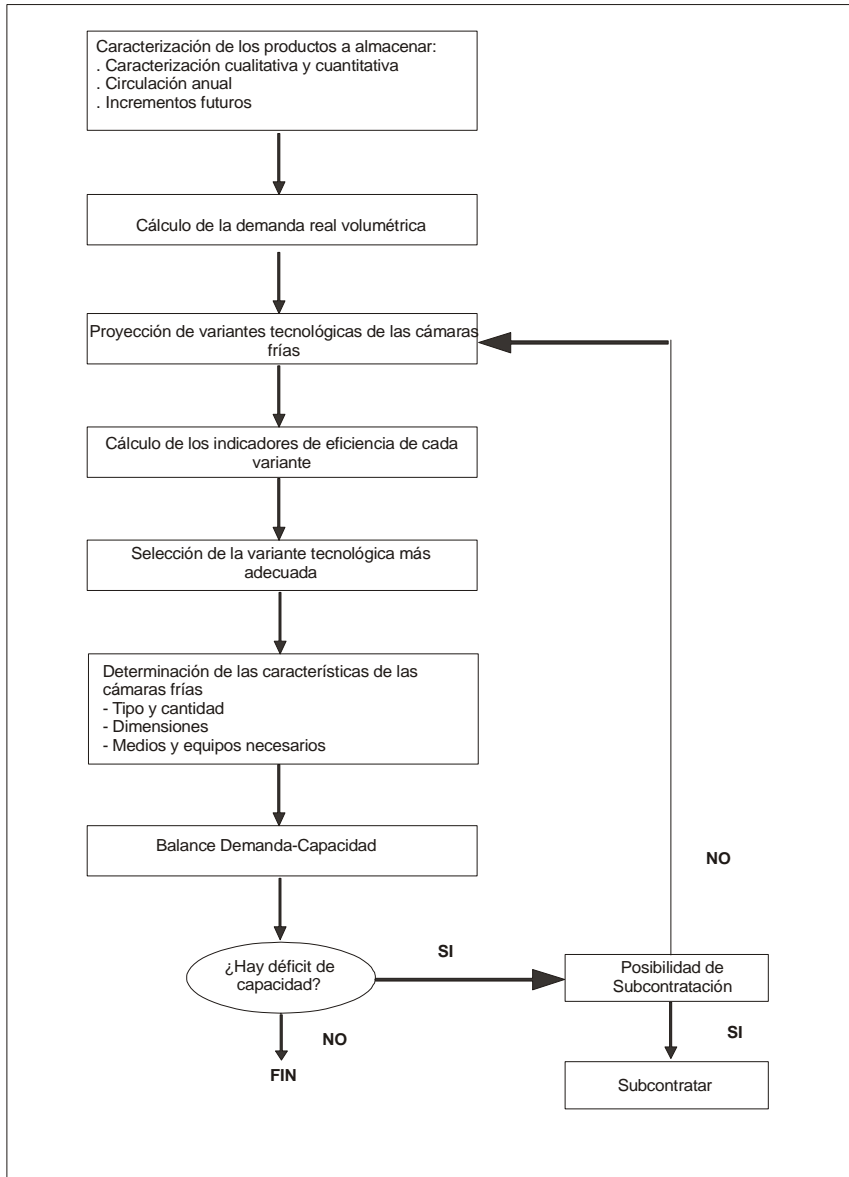 Caracterización de los productos a almacenar:
. Caracterización cualitativa y cuantitativa
. Circulación anual
. Incrementos futuros
Cálculo de la demanda real volumétrica
Proyección de variantes tecnológicas de las cámaras
frías
Cálculo de los indicadores de eficiencia de cada
variante
Selección de la variante tecnológica más
adecuada
Determinación de las características de las
cámaras frías
- Tipo y cantidad
- Dimensiones
- Medios y equipos necesarios
Balance Demanda-Capacidad
NO
¿Hay déficit de
capacidad?
SI
Posibilidad de
Subcontratación
NO
SI
FIN
Subcontratar